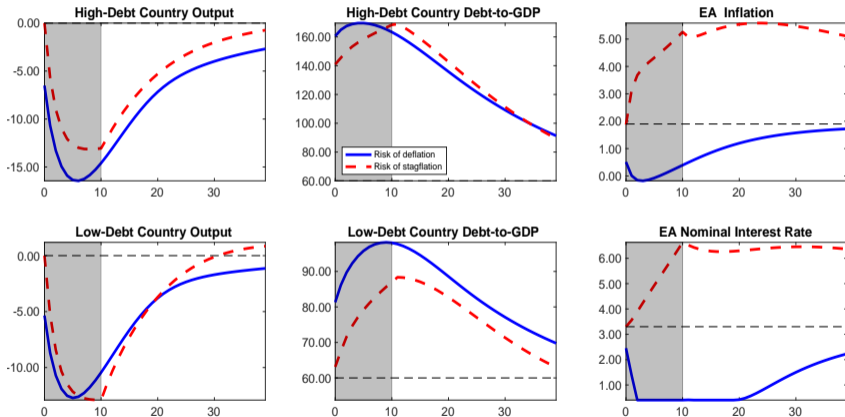 High-Debt Country Output
0.00
-5.00
-10.00
-15.00
0 10 20 30
High-Debt Country Debt-to-GDP
160.00
140.00
120.00
100.00
80.00
60.00
Risk of deflation
Risk of stagflation
0 10 20 30
EA Inflation
5.00
4.00
3.00
2.00
1.00
0.00
0 10 20 30
Low-Debt Country Output
0.00
-5.00
-10.00
0 10 20 30
Low-Debt Country Debt-to-GDP
90.00
80.00
70.00
60.00
0 10 20 30
EA Nominal Interest Rate
6.00
5.00
4.00
3.00
2.00
1.00
0 10 20 30